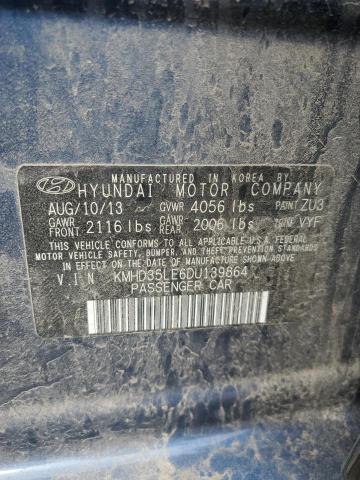 MANUFACTURED IN KOREA BY
HYUNDAI MOTOR COMPANY
AUG/10/13 GVWR 4056 lbs PAINT ZU3
GAWR FRONT 2116 lbs GAWR REAR 2006 lbs TRIM VYF
THIS VEHICLE CONFORMS TO ALL APPLICABLE U.S. FEDERAL
MOTOR VEHICLE SAFETY, BUMPER, AND THEFT PREVENTION STANDARDS
IN EFFECT ON THE DATE OF MANUFACTURE SHOWN ABOVE.
V I N KMHD35LE6DU139864
PASSENGER CAR